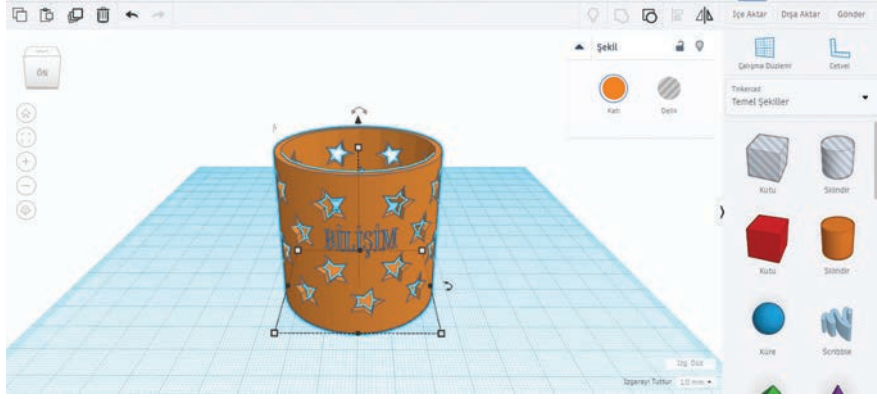 İçe Aktar Dışa Aktar Gönder
Şekil
Katı Delik
ÖN
BİLİŞİM
Çalışma Düzlemi Cetvel
Tinkercad
Temel Şekiller
Kutu Silindir
Kutu Silindir
Küre Scribble
Izg. Düz
Izgarayı Tuttur 1.0 mm